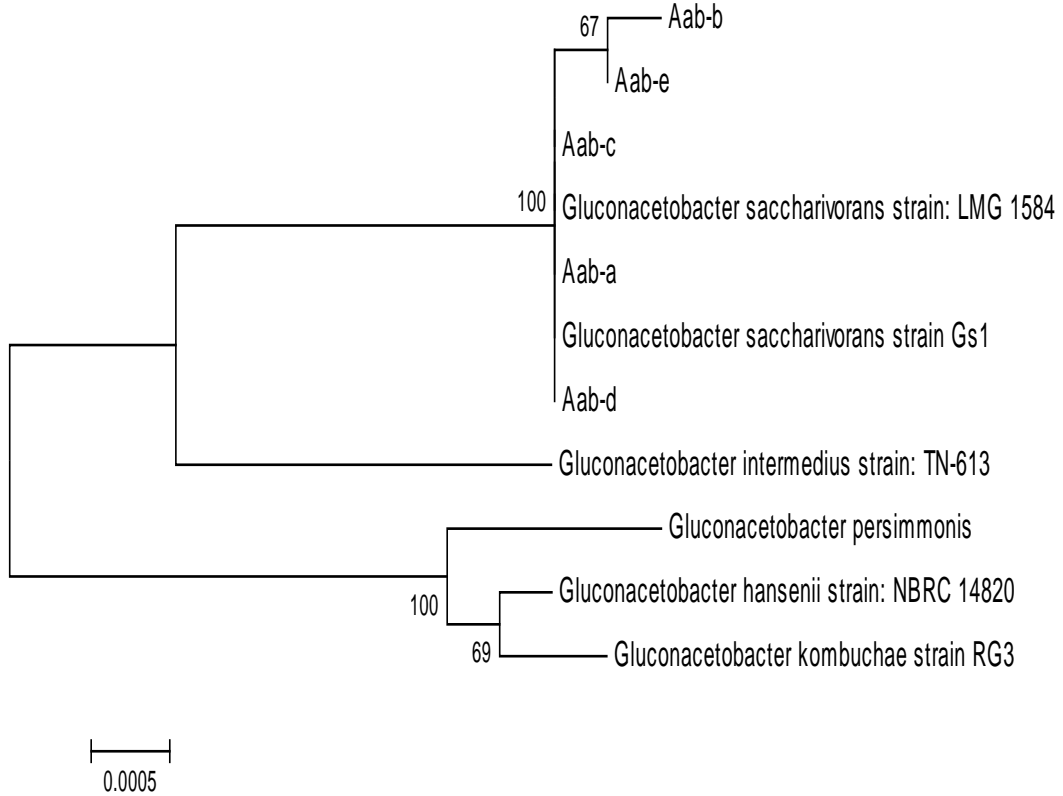 67
Aab-b
Aab-e
Aab-c
100
Gluconacetobacter saccharivorans strain: LMG 1584
Aab-a
Gluconacetobacter saccharivorans strain Gs1
Aab-d
Gluconacetobacter intermedius strain: TN-613
Gluconacetobacter persimmonis
Gluconacetobacter hansenii strain: NBRC 14820
100
69
Gluconacetobacter kombuchae strain RG3
0.0005